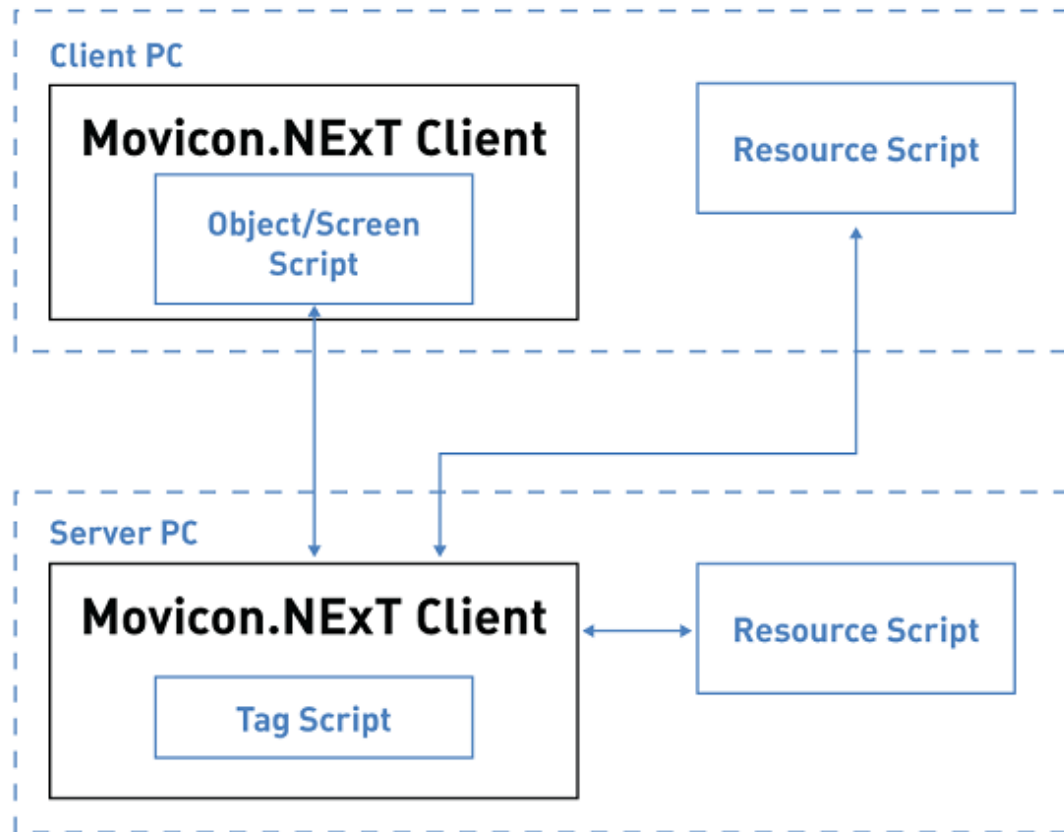 Client PC
Movicon.NExT Client
Object/Screen
Script
Resource Script
Server PC
Movicon.NExT Client
Tag Script
Resource Script